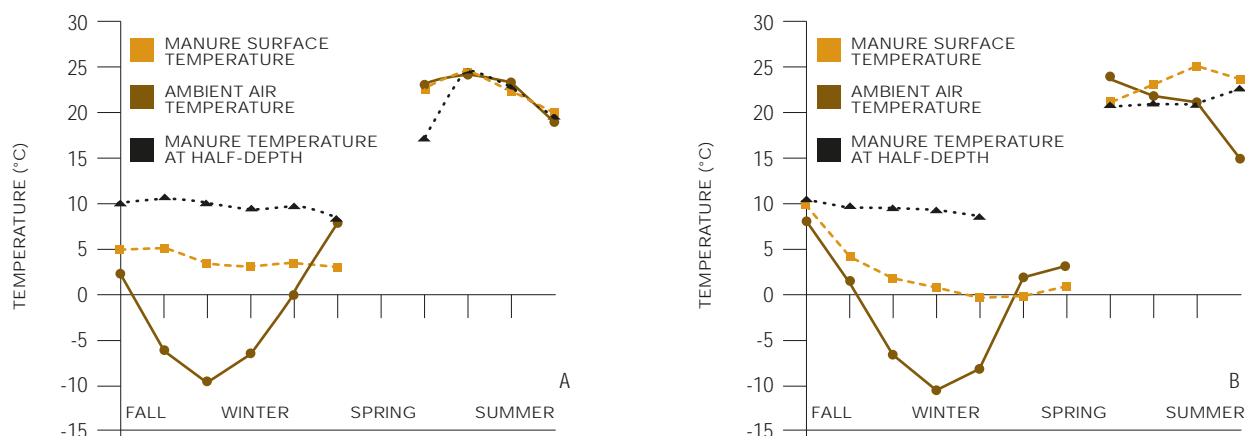 TEMPERATURE (°C)
30
25
20
15
10
5
0
-5
-10
-15
MANURE SURFACE
TEMPERATURE
AMBIENT AIR
TEMPERATURE
MANURE TEMPERATURE
AT HALF-DEPTH
A
FALL WINTER SPRING SUMMER
TEMPERATURE (°C)
30
25
20
15
10
5
0
-5
-10
-15
MANURE SURFACE
TEMPERATURE
AMBIENT AIR
TEMPERATURE
MANURE TEMPERATURE
AT HALF-DEPTH
B
FALL WINTER SPRING SUMMER